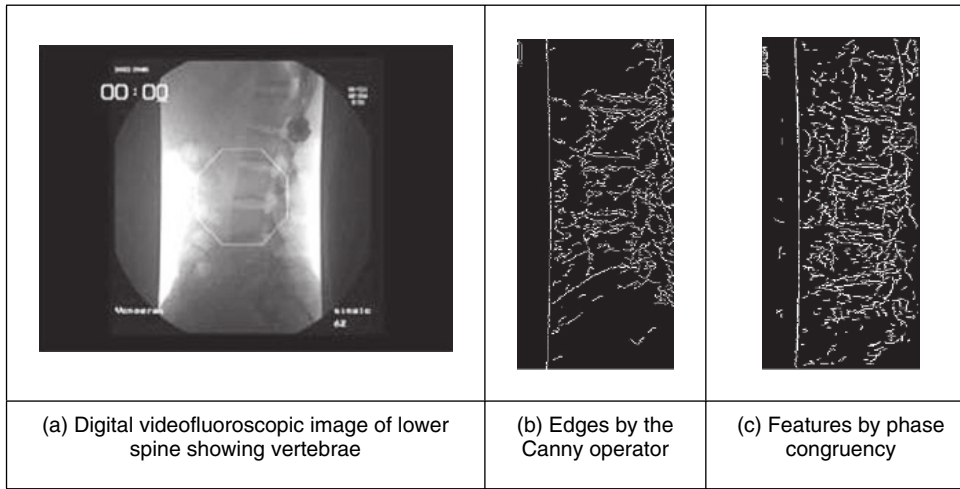 00:00
62
(a) Digital videofluoroscopic image of lower
spine showing vertebrae
(b) Edges by the
Canny operator
(c) Features by phase
congruency